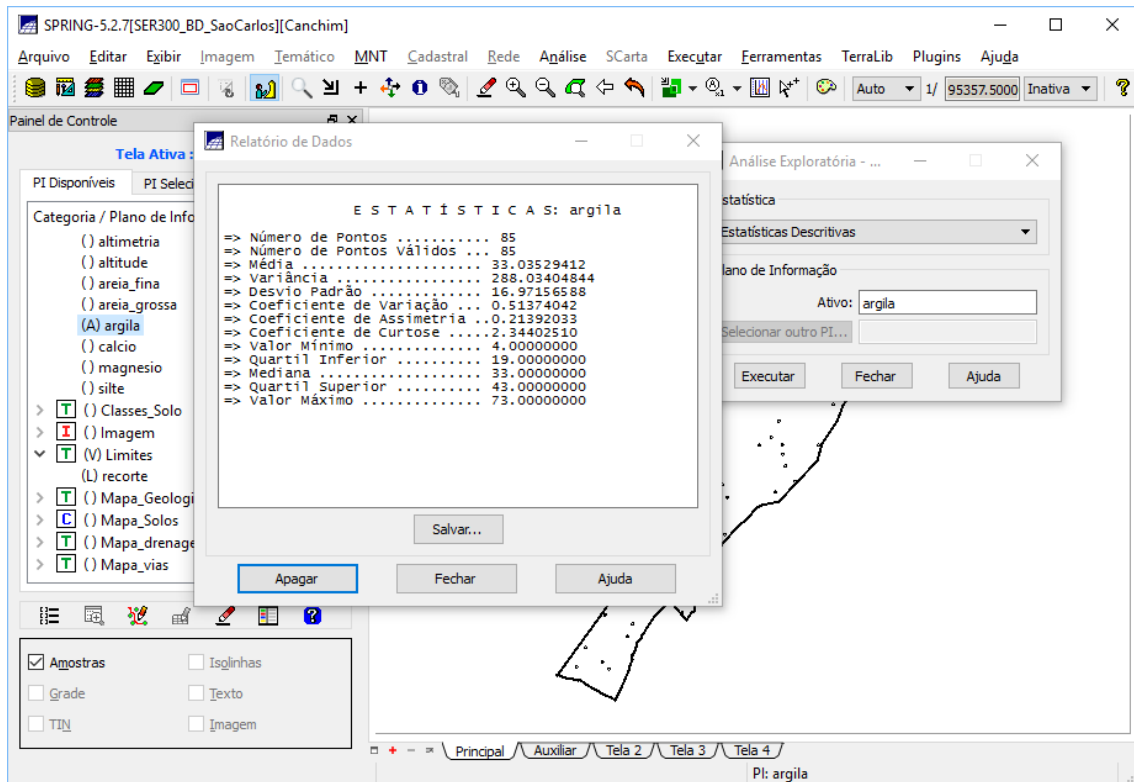 SPRING-5.2.7[SER300_BD_SaoCarlos][Canchim]
Arquivo Editar Exibir Imagem Temático MNT Cadastral Rede Análise SCarta Executar Ferramentas TerraLib Plugins Ajuda
Auto 1/ 95357.5000 Inativa
Painel de Controle
Tela Ativa :
PI Disponíveis PI Seleci
Categoria / Plano de Info
( ) altimetria
( ) altitude
( ) areia_fina
( ) areia_grossa
(A) argila
( ) calcio
( ) magnesio
( ) silte
T ( ) Classes_Solo
I ( ) Imagem
T (V) Limites
(L) recorte
T ( ) Mapa_Geologi
C ( ) Mapa_Solos
T ( ) Mapa_drenage
T ( ) Mapa_vias
Amostras Isolinhas
Grade Texto
TIN Imagem
Relatório de Dados
E S T A T Í S T I C A S: argila
=> Número de Pontos ........... 85
=> Número de Pontos Válidos ... 85
=> Média ..................... 33.03529412
=> Variância ................. 288.03404844
=> Desvio Padrão ............. 16.97156588
=> Coeficiente de Variação ... 0.51374042
=> Coeficiente de Assimetria ..0.21392033
=> Coeficiente de Curtose .....2.34402510
=> Valor Mínimo .............. 4.00000000
=> Quartil Inferior .......... 19.00000000
=> Mediana ................... 33.00000000
=> Quartil Superior .......... 43.00000000
=> Valor Máximo .............. 73.00000000
Salvar...
Apagar Fechar Ajuda
Análise Exploratória - ...
statística
Estatísticas Descritivas
lano de Informação
Ativo: argila
Selecionar outro PI...
Executar Fechar Ajuda
Principal Auxiliar Tela 2 Tela 3 Tela 4
PI: argila